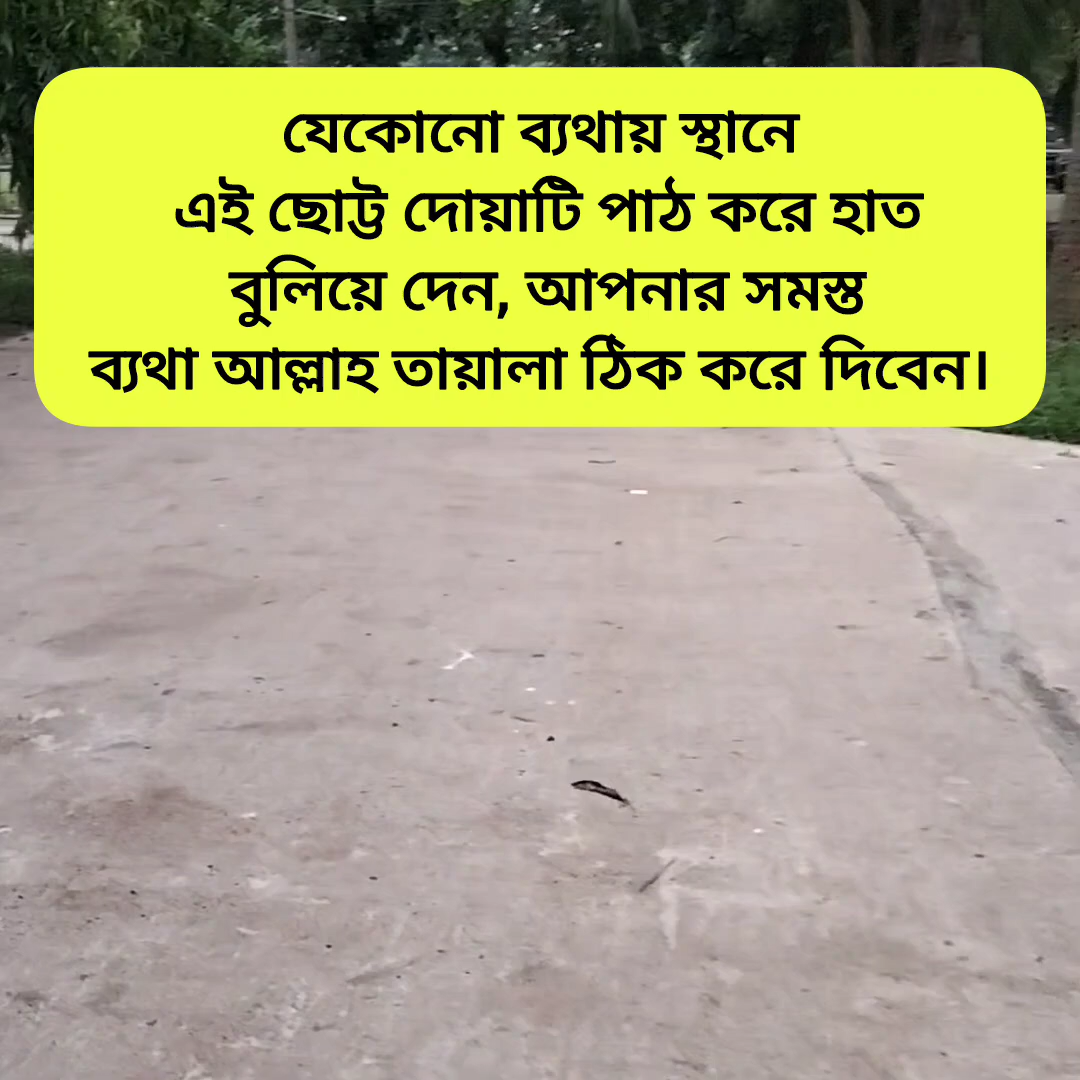 যেকোনো ব্যথায় স্থানে
এই ছোট্ট দোয়াটি পাঠ করে হাত
বুলিয়ে দেন, আপনার সমস্ত
ব্যথা আল্লাহ তায়ালা ঠিক করে দিবেন।